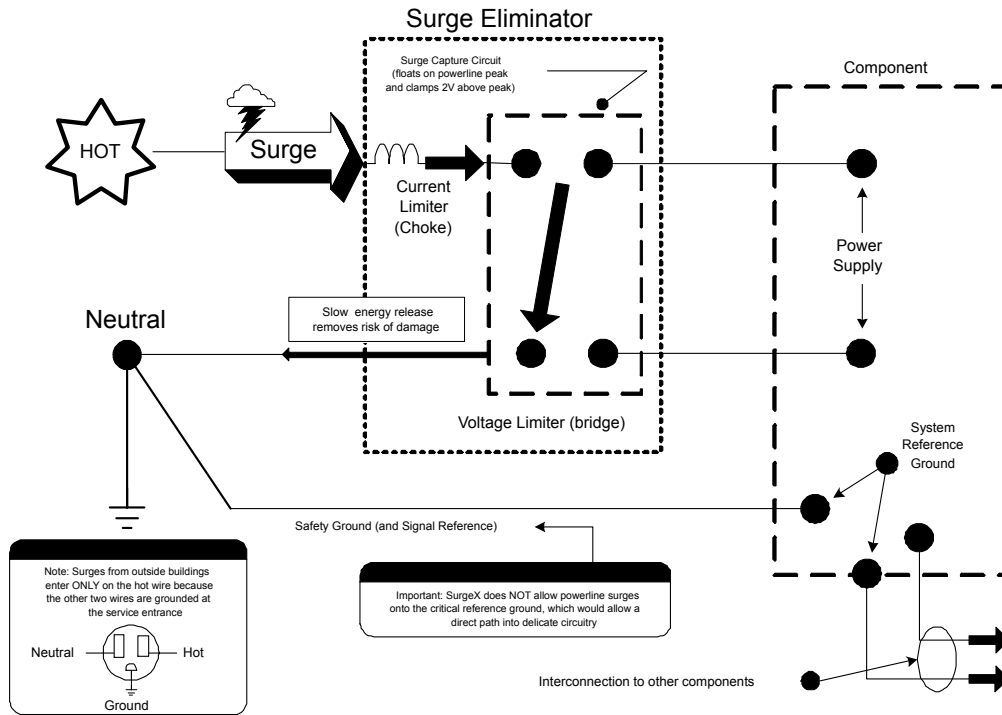 Surge Eliminator
Surge Capture Circuit
(floats on powerline peak
and clamps 2V above peak)
Component
HOT
Surge
Current
Limiter
(Choke)
Power
Supply
Slow energy release
removes risk of damage
Neutral
Voltage Limiter (bridge)
System
Reference
Ground
Safety Ground (and Signal Reference)
Note: Surges from outside buildings
enter ONLY on the hot wire because
the other two wires are grounded at
the service entrance
Neutral
Hot
Ground
Important: SurgeX does NOT allow powerline surges
onto the critical reference ground, which would allow a
direct path into delicate circuitry
Interconnection to other components